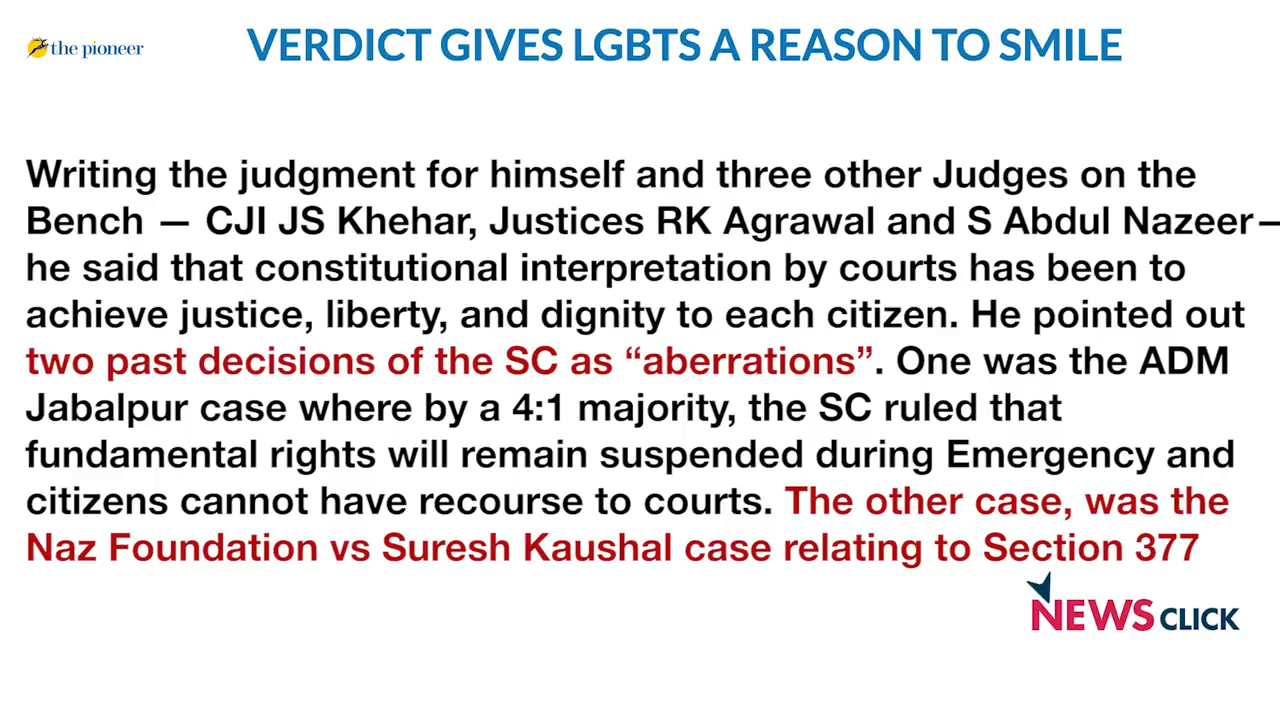 the pioneer
VERDICT GIVES LGBTS A REASON TO SMILE
Writing the judgment for himself and three other Judges on the
Bench — CJI JS Khehar, Justices RK Agrawal and S Abdul Nazeer—
he said that constitutional interpretation by courts has been to
achieve justice, liberty, and dignity to each citizen. He pointed out
two past decisions of the SC as “aberrations”. One was the ADM
Jabalpur case where by a 4:1 majority, the SC ruled that
fundamental rights will remain suspended during Emergency and
citizens cannot have recourse to courts. The other case, was the
Naz Foundation vs Suresh Kaushal case relating to Section 377
NEWS CLICK